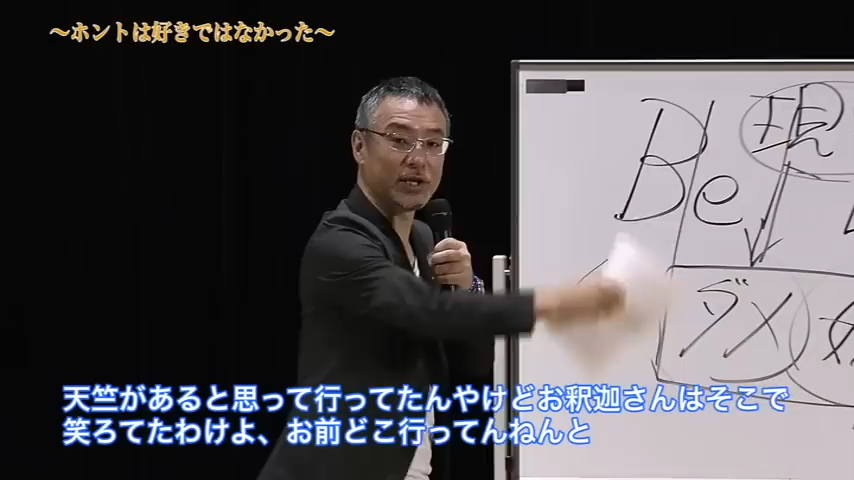 〜ホントは好きではなかった〜
Be
現
ダメ
天竺があると思って行ってたんやけどお釈迦さんはそこで
笑ろてたわけよ、お前どこ行ってんねんと